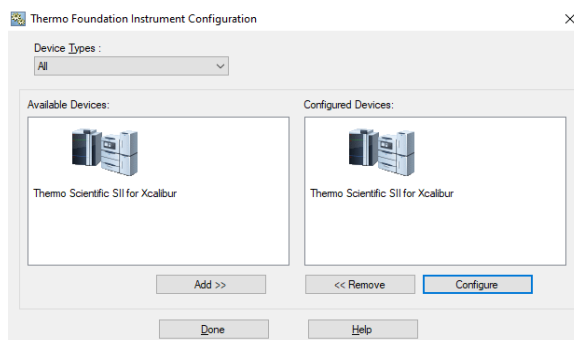 Thermo Foundation Instrument Configuration
Device Types :
All
Available Devices:
Configured Devices:
Thermo Scientific SII for Xcalibur
Thermo Scientific SII for Xcalibur
Add >>
<< Remove
Configure
Done
Help